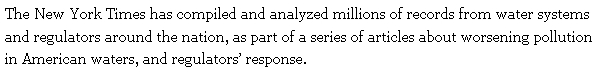 The New York Times has compiled and analyzed millions of records from water systems
and regulators around the nation, as part of a series of articles about worsening pollution
in American waters, and regulators’ response.